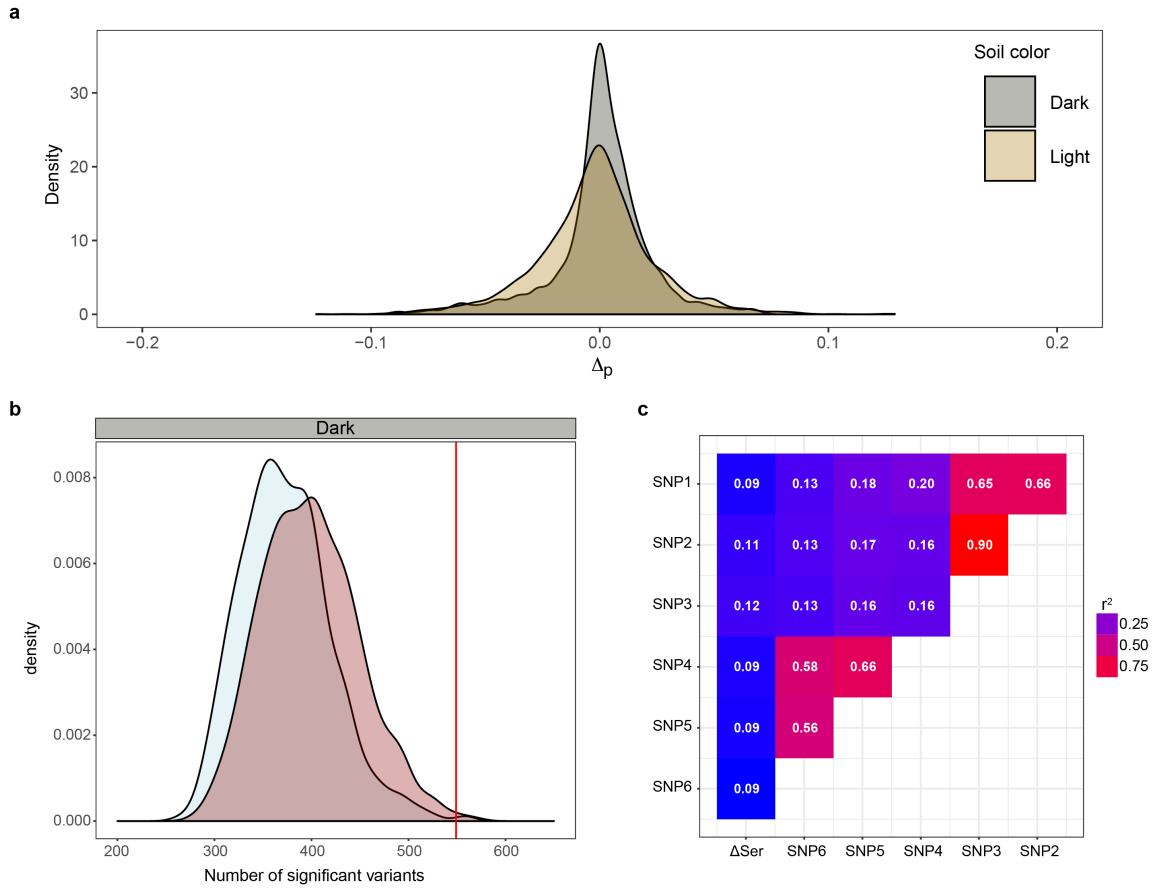 a
Soil color
Dark
Light
Density
30
20
10
0
−0.2 −0.1 0.0 0.1 0.2
Δp
b
Dark
density
0.008
0.006
0.004
0.002
0.000
200 300 400 500 600
Number of significant variants
c
SNP1 0.09 0.13 0.18 0.20 0.65 0.66
SNP2 0.11 0.13 0.17 0.16 0.90
SNP3 0.12 0.13 0.16 0.16
SNP4 0.09 0.58 0.66
SNP5 0.09 0.56
SNP6 0.09
ΔSer SNP6 SNP5 SNP4 SNP3 SNP2
r²
0.25
0.50
0.75